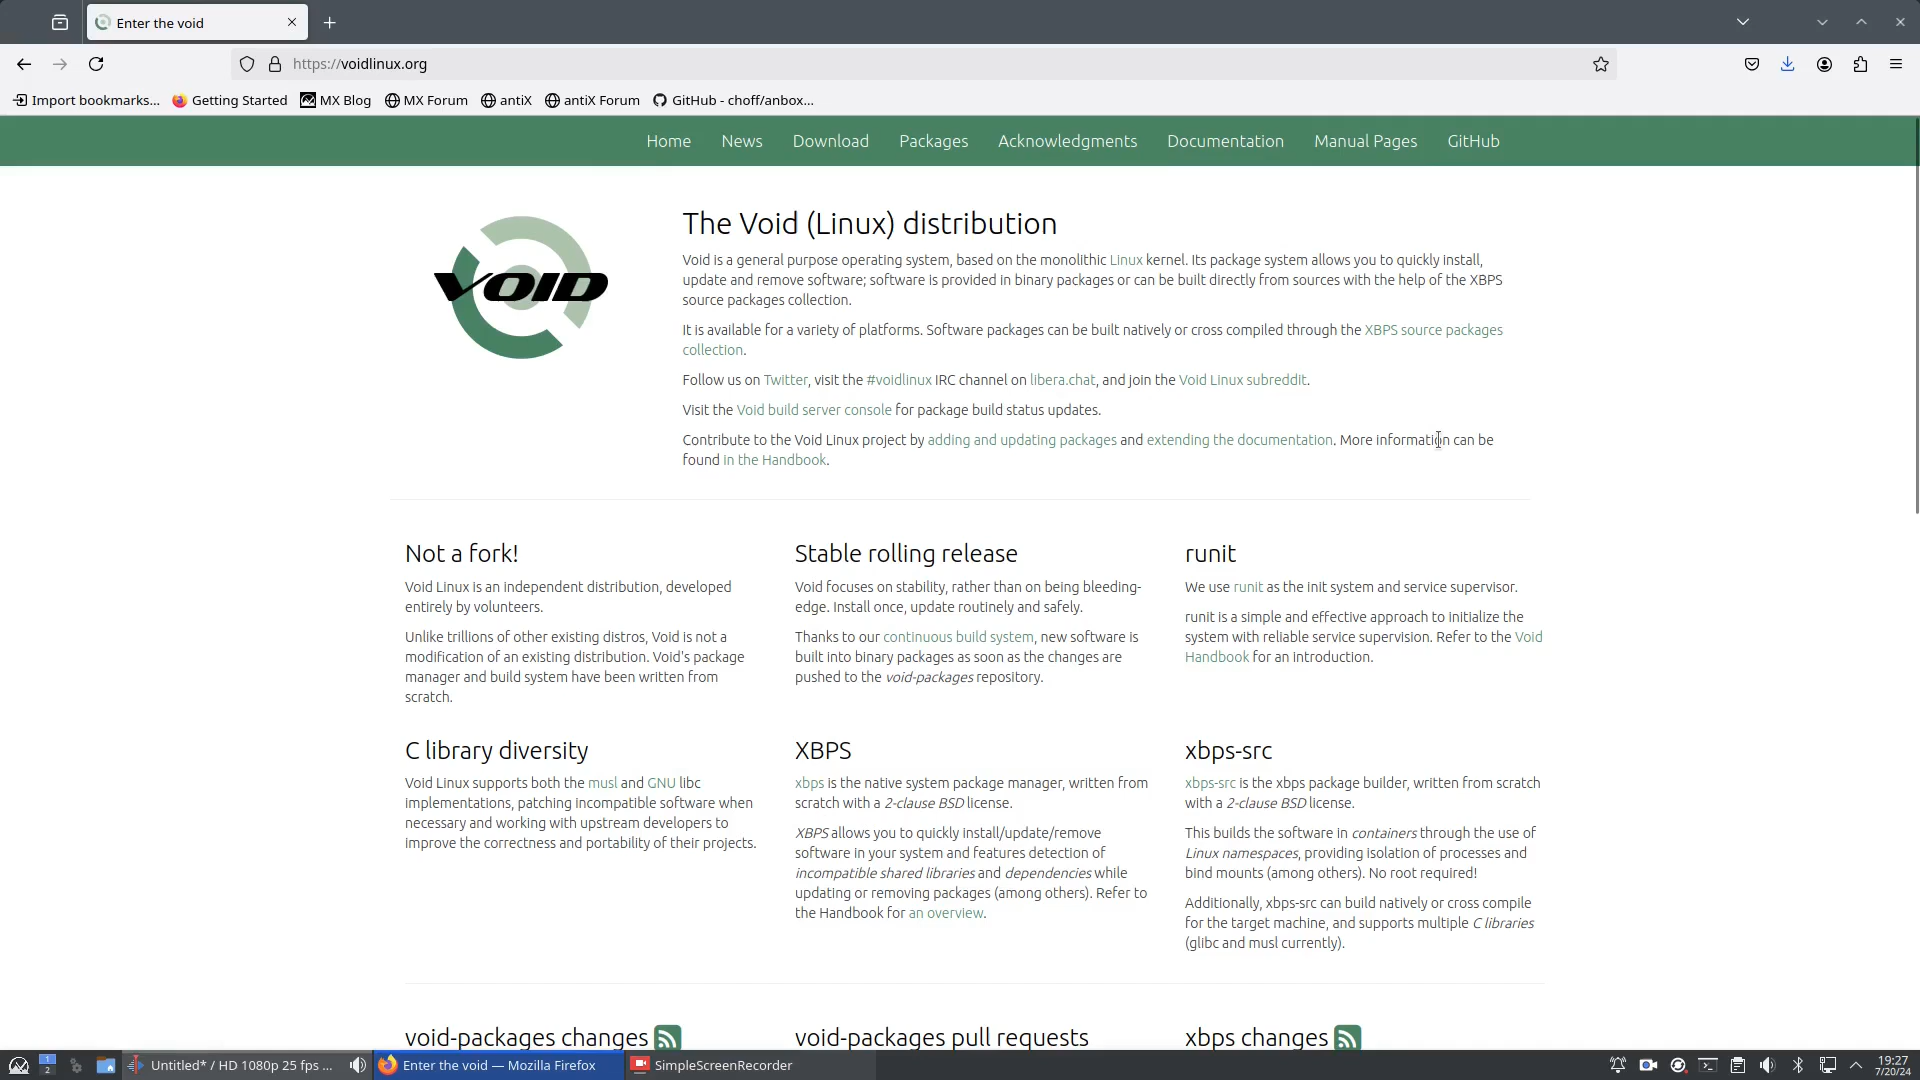 Enter the void
https://voidlinux.org
Import bookmarks... Getting Started MX Blog MX Forum antiX antiX Forum GitHub - choff/anbox...
Home News Download Packages Acknowledgments Documentation Manual Pages GitHub
VOID
The Void (Linux) distribution
Void is a general purpose operating system, based on the monolithic Linux kernel. Its package system allows you to quickly install,
update and remove software; software is provided in binary packages or can be built directly from sources with the help of the XBPS
source packages collection.
It is available for a variety of platforms. Software packages can be built natively or cross compiled through the XBPS source packages
collection.
Follow us on Twitter, visit the #voidlinux IRC channel on libera.chat, and join the Void Linux subreddit.
Visit the Void build server console for package build status updates.
Contribute to the Void Linux project by adding and updating packages and extending the documentation. More information can be
found in the Handbook.
Not a fork!
Void Linux is an independent distribution, developed
entirely by volunteers.
Unlike trillions of other existing distros, Void is not a
modification of an existing distribution. Void's package
manager and build system have been written from
scratch.
Stable rolling release
Void focuses on stability, rather than on being bleeding-
edge. Install once, update routinely and safely.
Thanks to our continuous build system, new software is
built into binary packages as soon as the changes are
pushed to the void-packages repository.
runit
We use runit as the init system and service supervisor.
runit is a simple and effective approach to initialize the
system with reliable service supervision. Refer to the Void
Handbook for an introduction.
C library diversity
Void Linux supports both the musl and GNU libc
implementations, patching incompatible software when
necessary and working with upstream developers to
improve the correctness and portability of their projects.
XBPS
xbps is the native system package manager, written from
scratch with a 2-clause BSD license.
XBPS allows you to quickly install/update/remove
software in your system and features detection of
incompatible shared libraries and dependencies while
updating or removing packages (among others). Refer to
the Handbook for an overview.
xbps-src
xbps-src is the xbps package builder, written from scratch
with a 2-clause BSD license.
This builds the software in containers through the use of
Linux namespaces, providing isolation of processes and
bind mounts (among others). No root required!
Additionally, xbps-src can build natively or cross compile
for the target machine, and supports multiple C libraries
(glibc and musl currently).
void-packages changes
void-packages pull requests
xbps changes
1
2
Untitled* / HD 1080p 25 fps ...
Enter the void — Mozilla Firefox
SimpleScreenRecorder
19:27
7/20/24